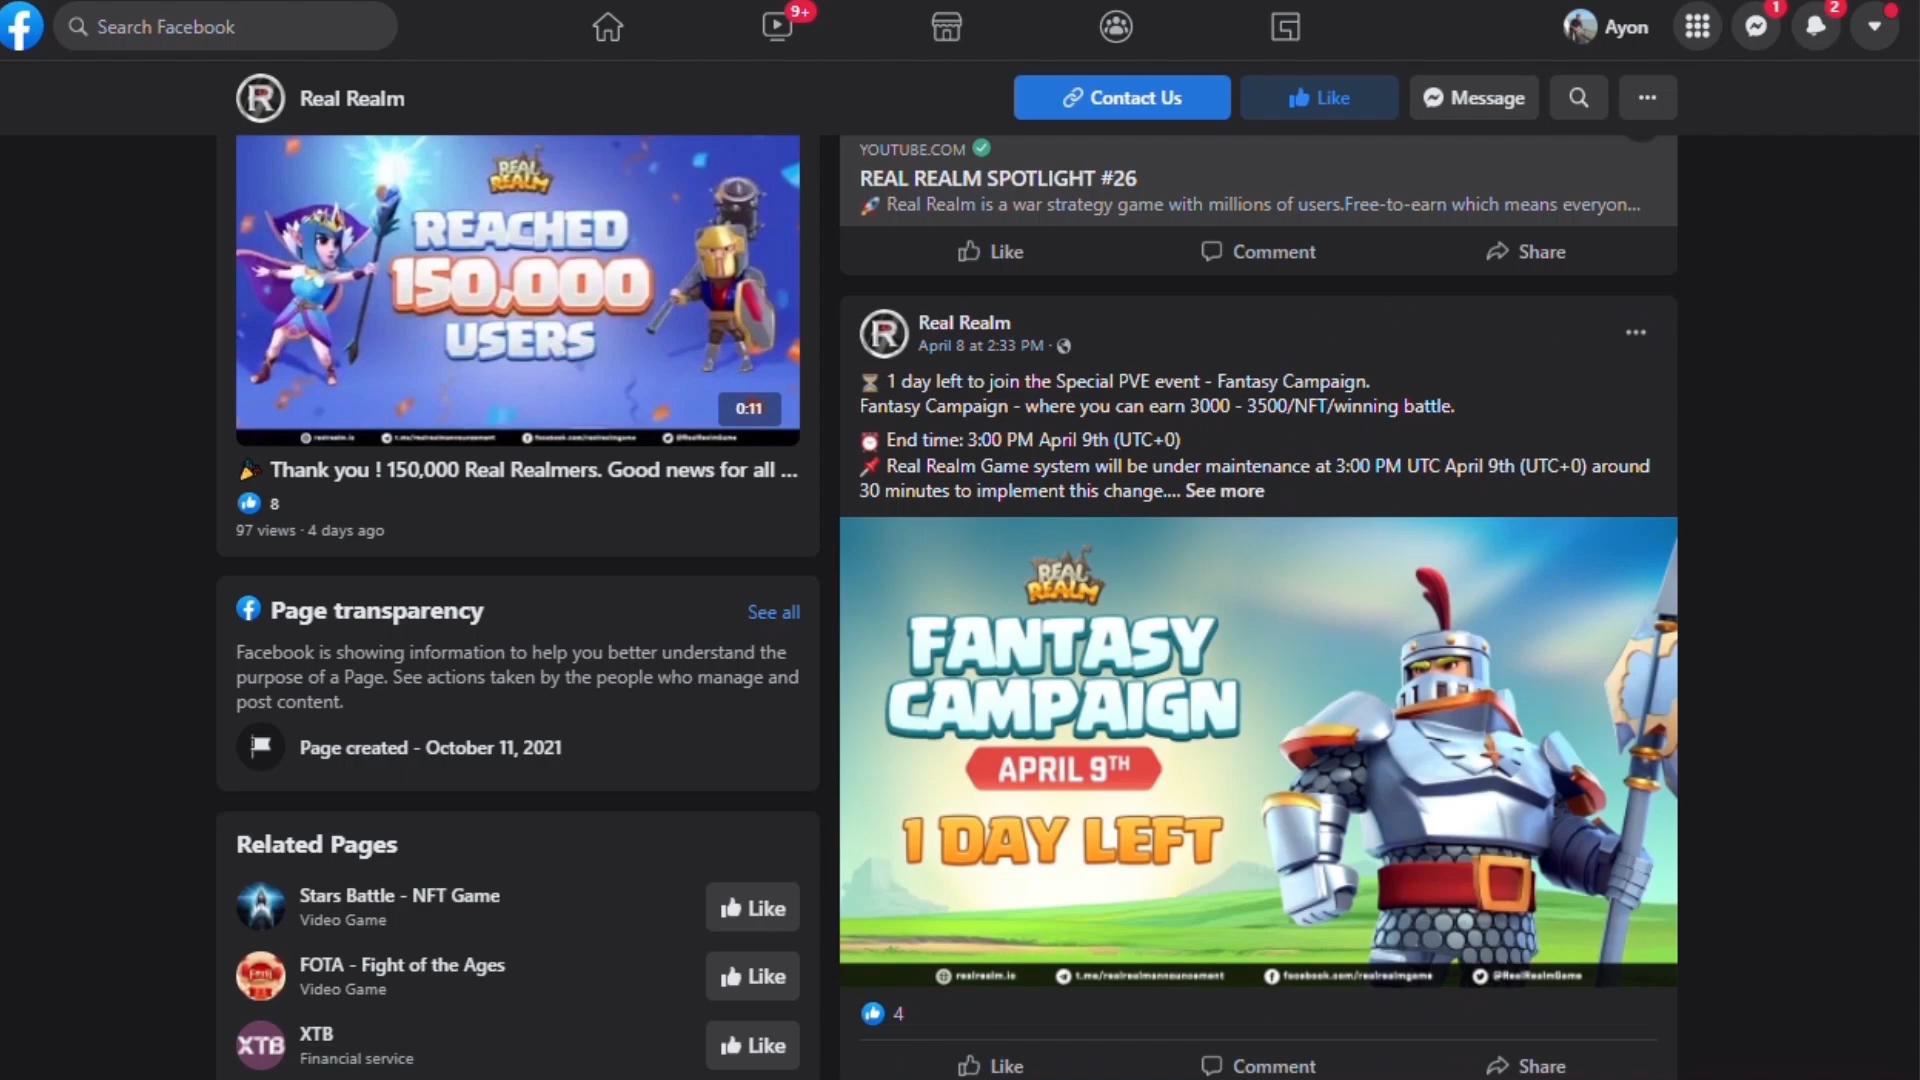 Search Facebook
9+
Ayon
1
2
Real Realm
Contact Us
Like
Message
REAL REALM
REACHED
150,000
USERS
0:11
realrealm.io
t.me/realrealmannouncement
facebook.com/realrealmgame
@RealRealmGame
Thank you ! 150,000 Real Realmers. Good news for all ...
8
97 views · 4 days ago
Page transparency
See all
Facebook is showing information to help you better understand the
purpose of a Page. See actions taken by the people who manage and
post content.
Page created - October 11, 2021
Related Pages
Stars Battle - NFT Game
Video Game
Like
FOTA - Fight of the Ages
Video Game
Like
XTB
XTB
Financial service
Like
YOUTUBE.COM
REAL REALM SPOTLIGHT #26
Real Realm is a war strategy game with millions of users.Free-to-earn which means everyon...
Like
Comment
Share
Real Realm
April 8 at 2:33 PM ·
1 day left to join the Special PVE event - Fantasy Campaign.
Fantasy Campaign - where you can earn 3000 - 3500/NFT/winning battle.
End time: 3:00 PM April 9th (UTC+0)
Real Realm Game system will be under maintenance at 3:00 PM UTC April 9th (UTC+0) around
30 minutes to implement this change.... See more
REAL REALM
FANTASY
CAMPAIGN
APRIL 9TH
1 DAY LEFT
realrealm.io
t.me/realrealmannouncement
facebook.com/realrealmgame
@RealRealmGame
4
Like
Comment
Share